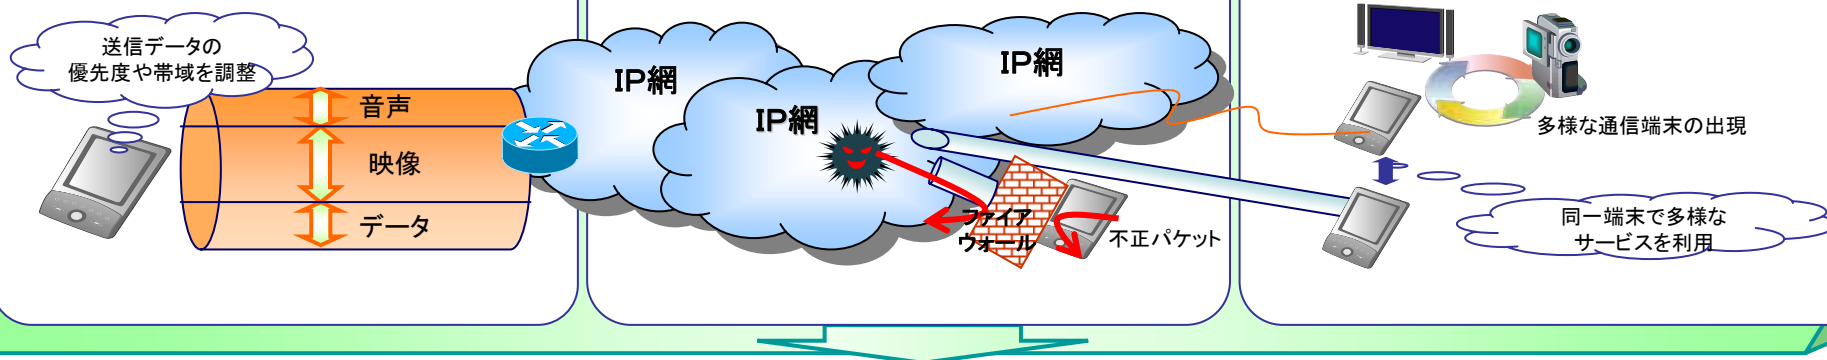 送信データの
優先度や帯域を調整
音声
映像
データ
IP網
IP網
IP網
ファイア
ウォール
不正パケット
多様な通信端末の出現
同一端末で多様な
サービスを利用